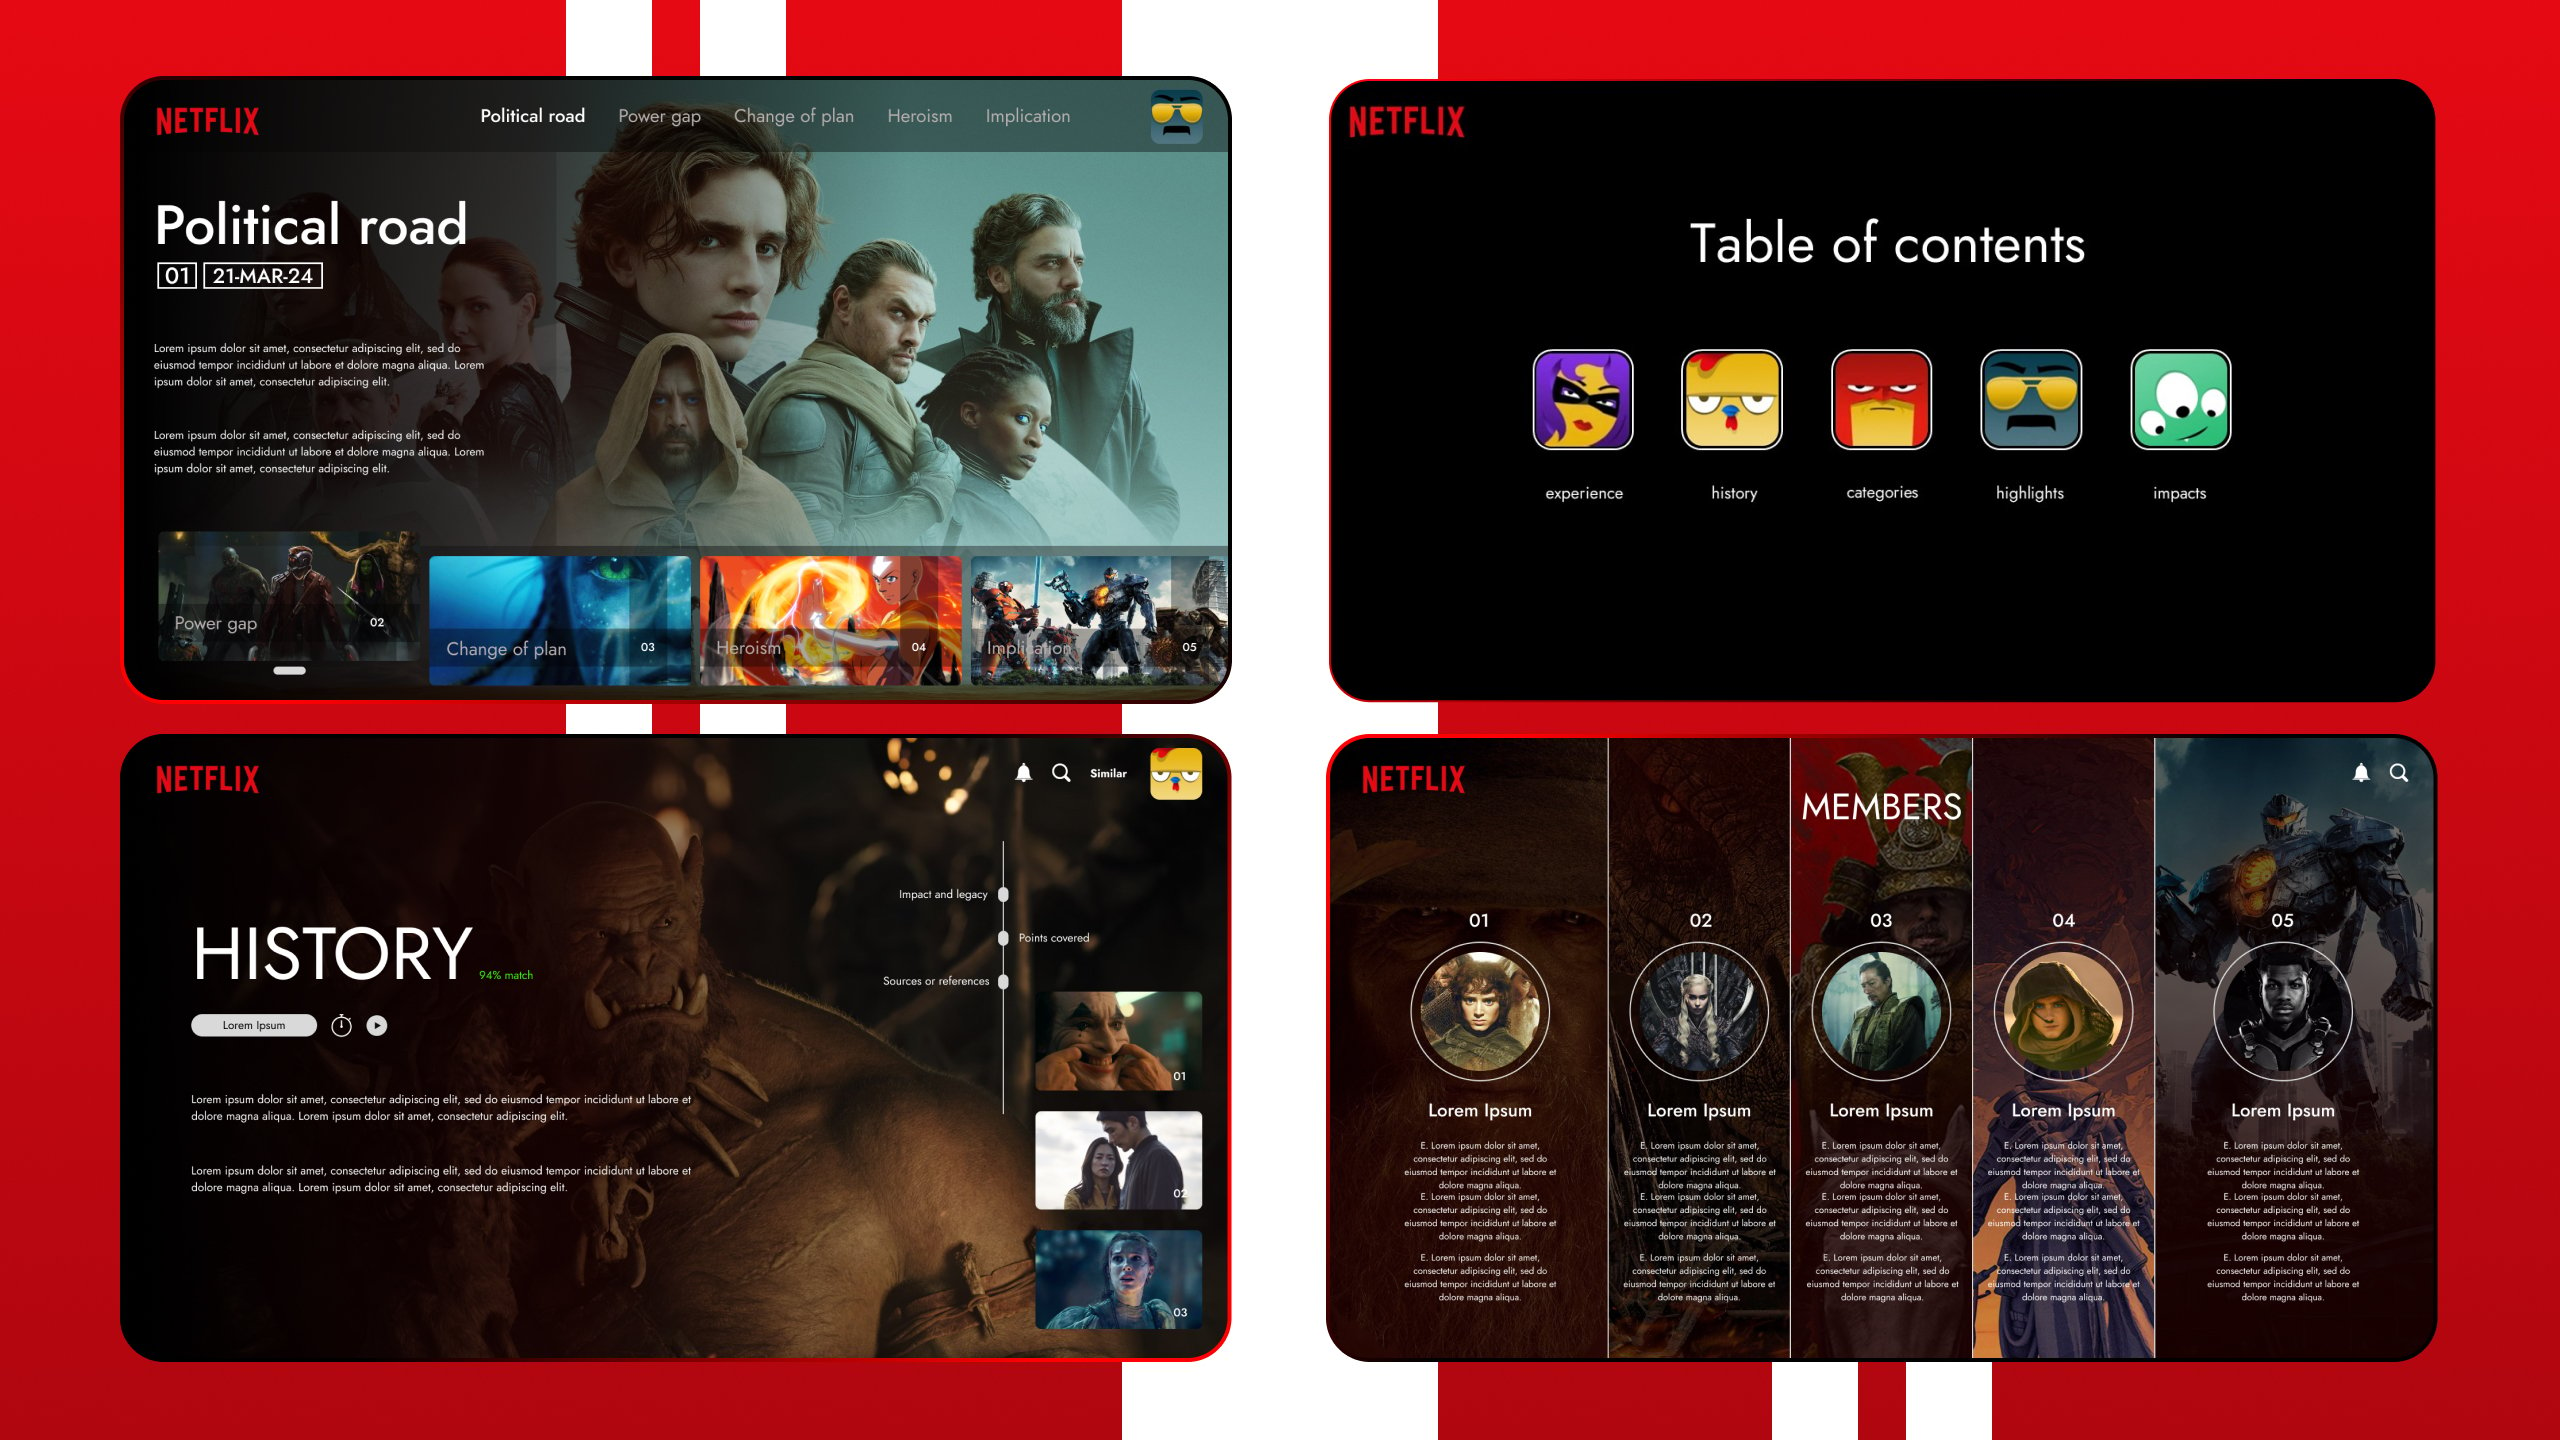 NETFLIX
Political road
Power gap
Change of plan
Heroism
Implication
Political road
01
21-MAR-24
Lorem ipsum dolor sit amet, consectetur adipiscing elit, sed do
eiusmod tempor incididunt ut labore et dolore magna aliqua. Lorem
ipsum dolor sit amet, consectetur adipiscing elit.
Lorem ipsum dolor sit amet, consectetur adipiscing elit, sed do
eiusmod tempor incididunt ut labore et dolore magna aliqua. Lorem
ipsum dolor sit amet, consectetur adipiscing elit.
Power gap
02
Change of plan
03
Heroism
04
Implication
05
NETFLIX
Table of contents
experience
history
categories
highlights
impacts
NETFLIX
Similar
Impact and legacy
Points covered
Sources or references
HISTORY
94% match
Lorem Ipsum
Lorem ipsum dolor sit amet, consectetur adipiscing elit, sed do eiusmod tempor incididunt ut labore et
dolore magna aliqua. Lorem ipsum dolor sit amet, consectetur adipiscing elit.
Lorem ipsum dolor sit amet, consectetur adipiscing elit, sed do eiusmod tempor incididunt ut labore et
dolore magna aliqua. Lorem ipsum dolor sit amet, consectetur adipiscing elit.
01
02
03
NETFLIX
MEMBERS
01
Lorem Ipsum
E. Lorem ipsum dolor sit amet,
consectetur adipiscing elit, sed do
eiusmod tempor incididunt ut labore et
dolore magna aliqua.
E. Lorem ipsum dolor sit amet,
consectetur adipiscing elit, sed do
eiusmod tempor incididunt ut labore et
dolore magna aliqua.
E. Lorem ipsum dolor sit amet,
consectetur adipiscing elit, sed do
eiusmod tempor incididunt ut labore et
dolore magna aliqua.
02
Lorem Ipsum
E. Lorem ipsum dolor sit amet,
consectetur adipiscing elit, sed do
eiusmod tempor incididunt ut labore et
dolore magna aliqua.
E. Lorem ipsum dolor sit amet,
consectetur adipiscing elit, sed do
eiusmod tempor incididunt ut labore et
dolore magna aliqua.
E. Lorem ipsum dolor sit amet,
consectetur adipiscing elit, sed do
eiusmod tempor incididunt ut labore et
dolore magna aliqua.
03
Lorem Ipsum
E. Lorem ipsum dolor sit amet,
consectetur adipiscing elit, sed do
eiusmod tempor incididunt ut labore et
dolore magna aliqua.
E. Lorem ipsum dolor sit amet,
consectetur adipiscing elit, sed do
eiusmod tempor incididunt ut labore et
dolore magna aliqua.
E. Lorem ipsum dolor sit amet,
consectetur adipiscing elit, sed do
eiusmod tempor incididunt ut labore et
dolore magna aliqua.
04
Lorem Ipsum
E. Lorem ipsum dolor sit amet,
consectetur adipiscing elit, sed do
eiusmod tempor incididunt ut labore et
dolore magna aliqua.
E. Lorem ipsum dolor sit amet,
consectetur adipiscing elit, sed do
eiusmod tempor incididunt ut labore et
dolore magna aliqua.
E. Lorem ipsum dolor sit amet,
consectetur adipiscing elit, sed do
eiusmod tempor incididunt ut labore et
dolore magna aliqua.
05
Lorem Ipsum
E. Lorem ipsum dolor sit amet,
consectetur adipiscing elit, sed do
eiusmod tempor incididunt ut labore et
dolore magna aliqua.
E. Lorem ipsum dolor sit amet,
consectetur adipiscing elit, sed do
eiusmod tempor incididunt ut labore et
dolore magna aliqua.
E. Lorem ipsum dolor sit amet,
consectetur adipiscing elit, sed do
eiusmod tempor incididunt ut labore et
dolore magna aliqua.